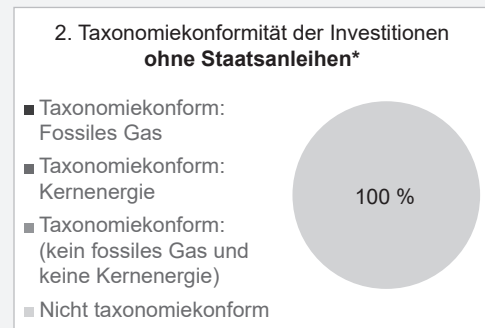 2. Taxonomiekonformität der Investitionen
ohne Staatsanleihen*
Taxonomiekonform:
Fossiles Gas
Taxonomiekonform:
Kernenergie
Taxonomiekonform:
(kein fossiles Gas und
keine Kernenergie)
Nicht taxonomiekonform
100 %